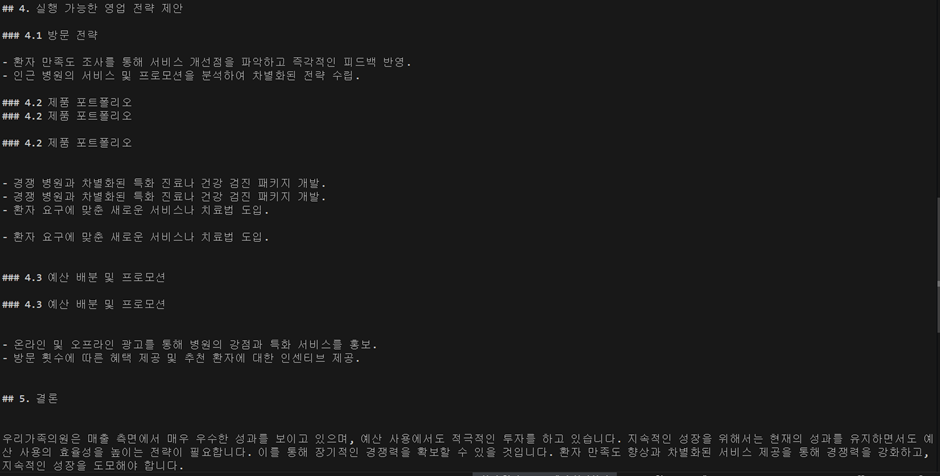 ## 4. 실행 가능한 영업 전략 제안
### 4.1 방문 전략
- 환자 만족도 조사를 통해 서비스 개선점을 파악하고 즉각적인 피드백 반영.
- 인근 병원의 서비스 및 프로모션을 분석하여 차별화된 전략 수립.
### 4.2 제품 포트폴리오
### 4.2 제품 포트폴리오
### 4.2 제품 포트폴리오
- 경쟁 병원과 차별화된 특화 진료나 건강 검진 패키지 개발.
- 경쟁 병원과 차별화된 특화 진료나 건강 검진 패키지 개발.
- 환자 요구에 맞춘 새로운 서비스나 치료법 도입.
- 환자 요구에 맞춘 새로운 서비스나 치료법 도입.
### 4.3 예산 배분 및 프로모션
### 4.3 예산 배분 및 프로모션
- 온라인 및 오프라인 광고를 통해 병원의 강점과 특화 서비스를 홍보.
- 방문 횟수에 따른 혜택 제공 및 추천 환자에 대한 인센티브 제공.
## 5. 결론
우리가족의원은 매출 측면에서 매우 우수한 성과를 보이고 있으며, 예산 사용에서도 적극적인 투자를 하고 있습니다. 지속적인 성장을 위해서는 현재의 성과를 유지하면서도 예
산 사용의 효율성을 높이는 전략이 필요합니다. 이를 통해 장기적인 경쟁력을 확보할 수 있을 것입니다. 환자 만족도 향상과 차별화된 서비스 제공을 통해 경쟁력을 강화하고,
지속적인 성장을 도모해야 합니다.